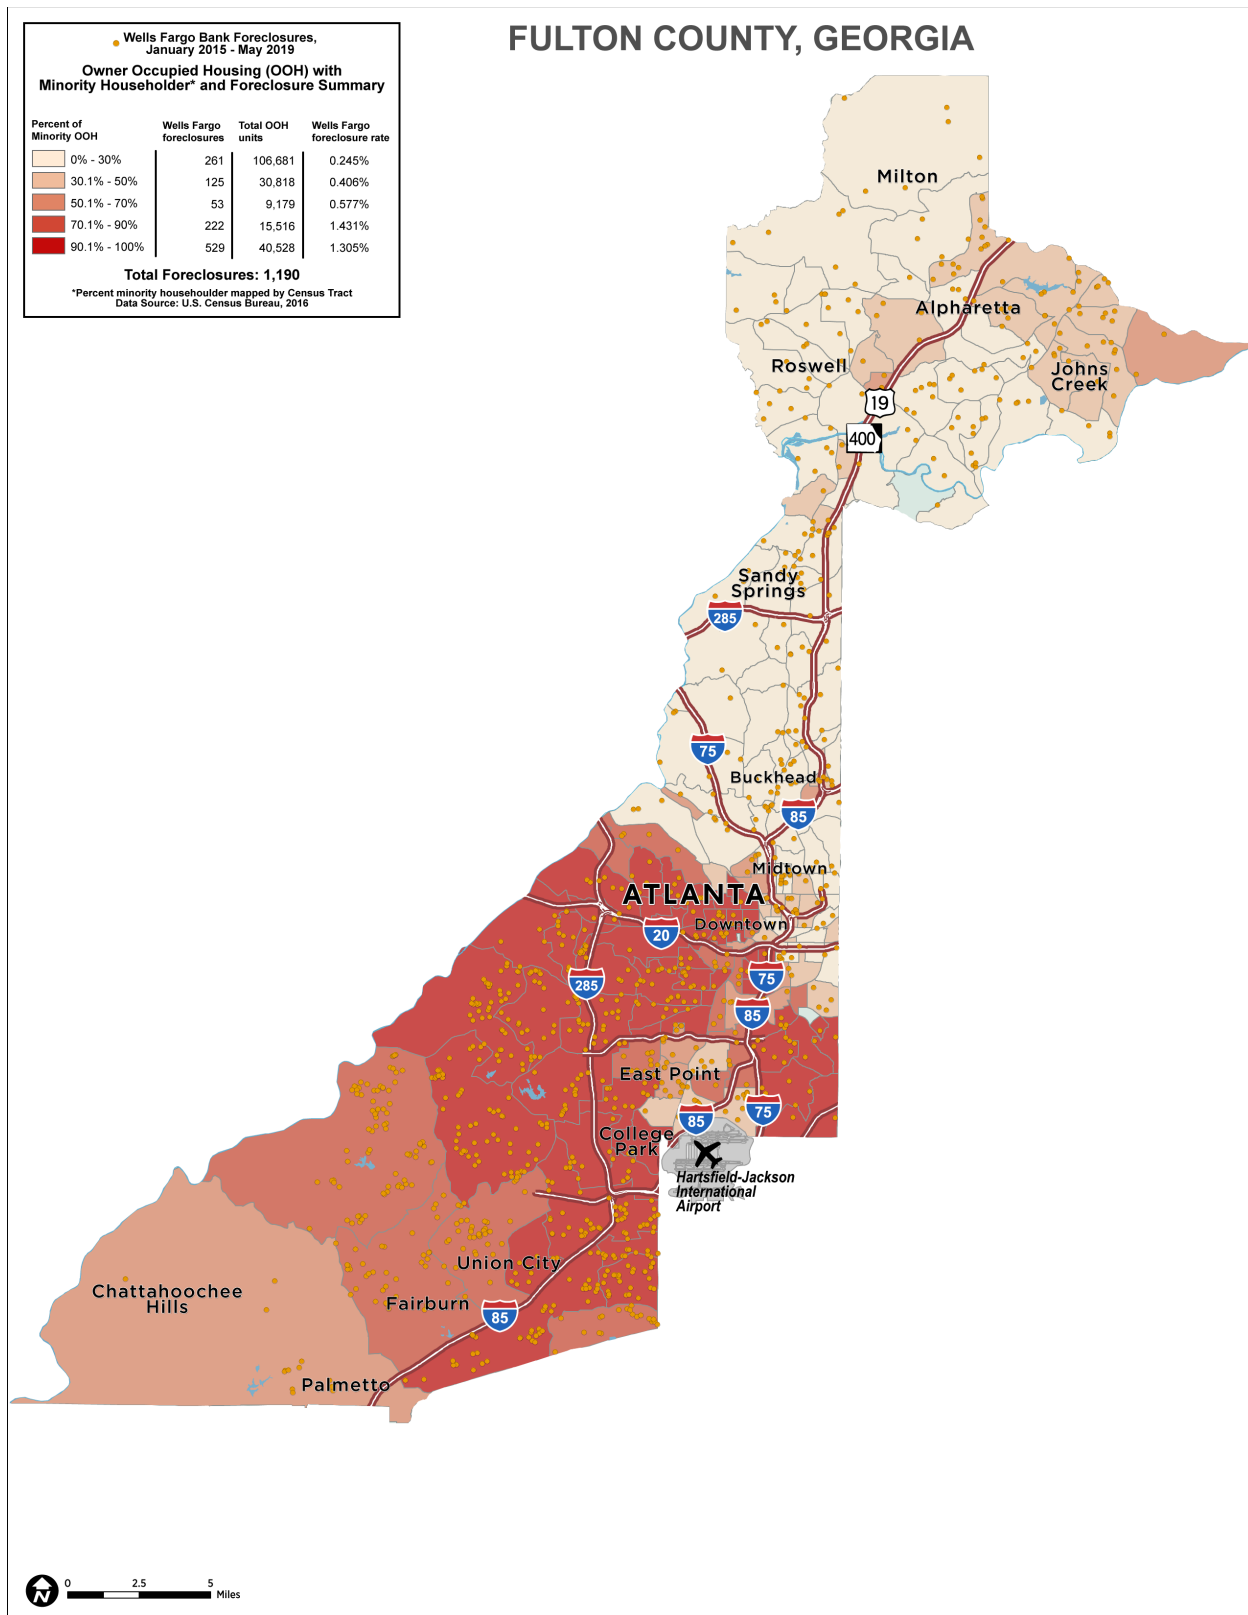 FULTON COUNTY, GEORGIA
Wells Fargo Bank Foreclosures,
January 2015 - May 2019
Owner Occupied Housing (OOH) with
Minority Householder* and Foreclosure Summary
Percent of
Minority OOH
Wells Fargo
foreclosures
Total OOH
units
Wells Fargo
foreclosure rate
0% - 30% 261 106,681 0.245%
30.1% - 50% 125 30,818 0.406%
50.1% - 70% 53 9,179 0.577%
70.1% - 90% 222 15,516 1.431%
90.1% - 100% 529 40,528 1.305%
Total Foreclosures: 1,190
*Percent minority househoulder mapped by Census Tract
Data Source: U.S. Census Bureau, 2016
Milton
Alpharetta
Roswell
Johns
Creek
19
400
Sandy
Springs
285
75
Buckhead
85
Midtown
ATLANTA
Downtown
20
75
285
85
East Point
75
85
College
Park
Hartsfield-Jackson
International
Airport
Union City
Chattahoochee
Hills
Fairburn
85
Palmetto
N
0 2.5 5
Miles